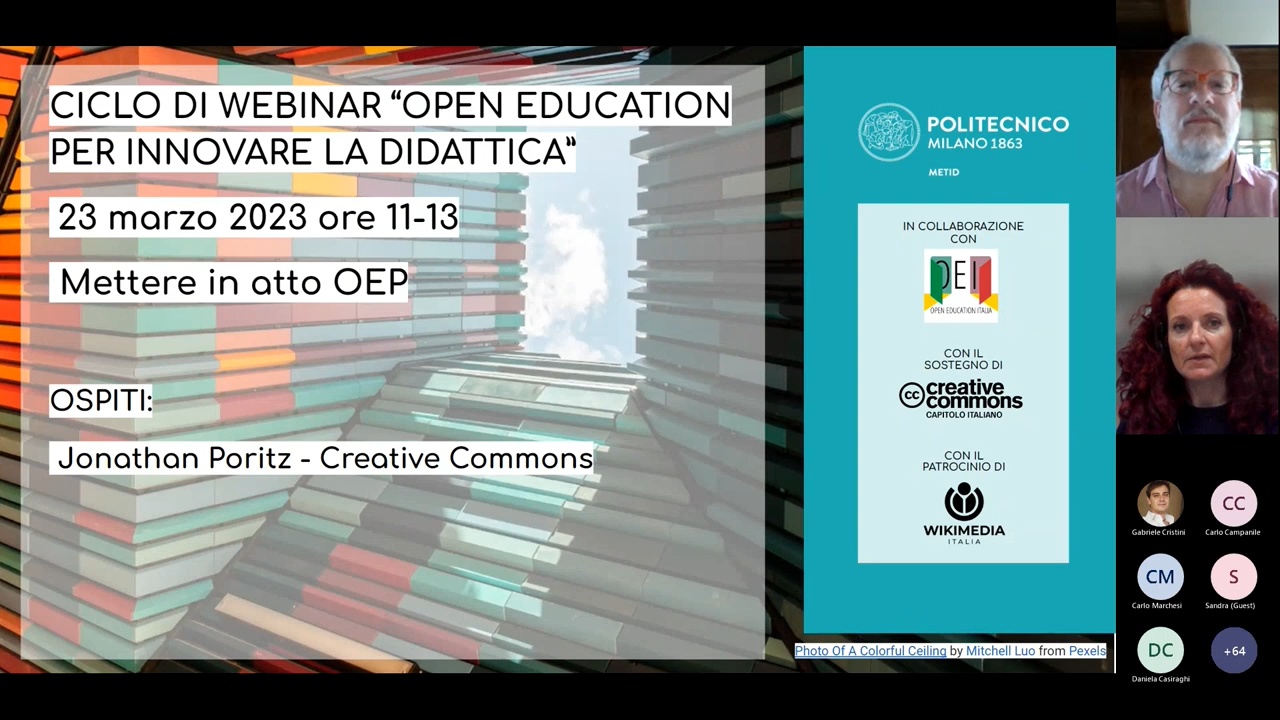 CICLO DI WEBINAR “OPEN EDUCATION
PER INNOVARE LA DIDATTICA”
23 marzo 2023 ore 11-13
Mettere in atto OEP
OSPITI:
Jonathan Poritz - Creative Commons
POLITECNICO
MILANO 1863
METID
IN COLLABORAZIONE
CON
OEI
OPEN EDUCATION ITALIA
CON IL
SOSTEGNO DI
cc creative
commons
CAPITOLO ITALIANO
CON IL
PATROCINIO DI
WIKIMEDIA
ITALIA
Photo Of A Colorful Ceiling by Mitchell Luo from Pexels
Gabriele Cristini
CC
Carlo Campanile
CM
Carlo Marchesi
S
Sandra (Guest)
DC
Daniela Casiraghi
+64